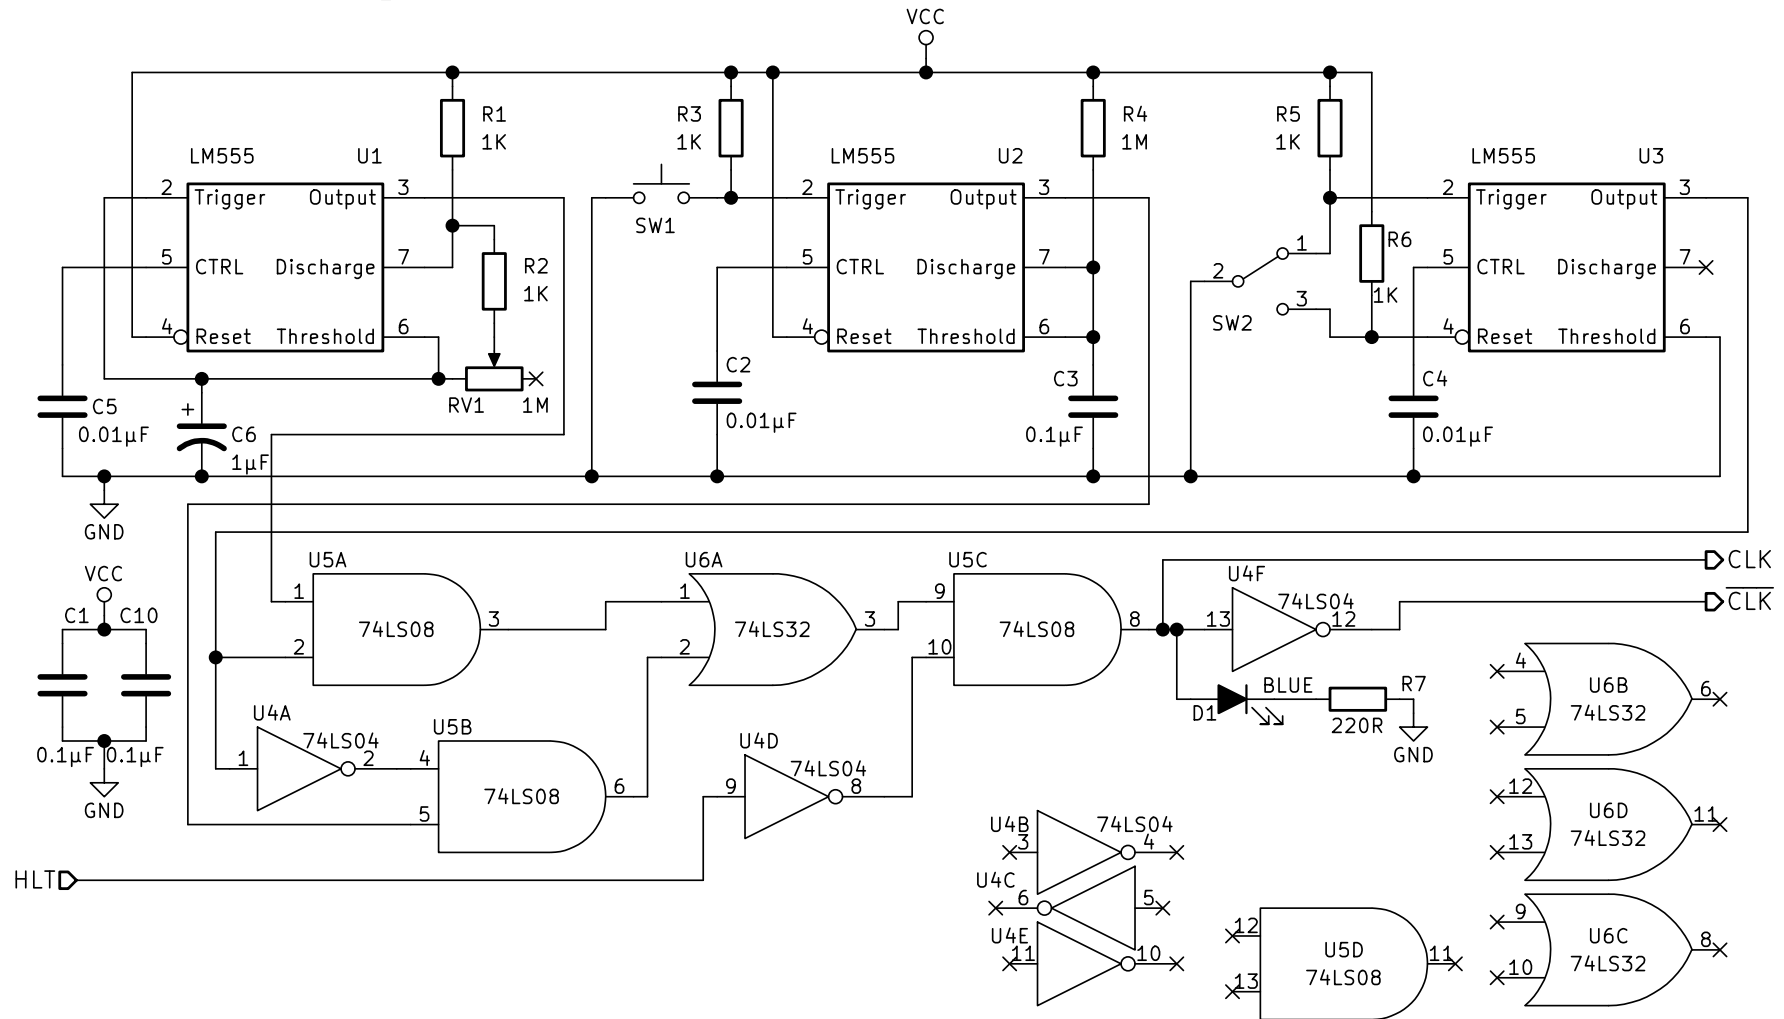 VCC
R1
1K
R3
1K
R4
1M
R5
1K
LM555 U1
2 Trigger Output 3
5 CTRL Discharge 7
4 Reset Threshold 6
R2
1K
RV1 1M
C5
0.01µF
+
C6
1µF
SW1
LM555 U2
2 Trigger Output 3
5 CTRL Discharge 7
4 Reset Threshold 6
C2
0.01µF
C3
0.1µF
1
2
3
SW2
R6
1K
LM555 U3
2 Trigger Output 3
5 CTRL Discharge 7
4 Reset Threshold 6
C4
0.01µF
GND
VCC
C1 C10
0.1µF 0.1µF
GND
U5A
1
2
74LS08
3
U6A
1
2
74LS32
3
U5C
9
10
74LS08
8
U4F
74LS04
13
12
CLK
CLK
D1
BLUE
R7
220R
GND
U4A
74LS04
1
2
U5B
4
5
74LS08
6
U4D
74LS04
9
8
HLT
U4B
74LS04
3
4
U4C
6
5
U4E
11
10
12
13
U5D
74LS08
11
4
5
U6B
74LS32
6
12
13
U6D
74LS32
11
9
10
U6C
74LS32
8